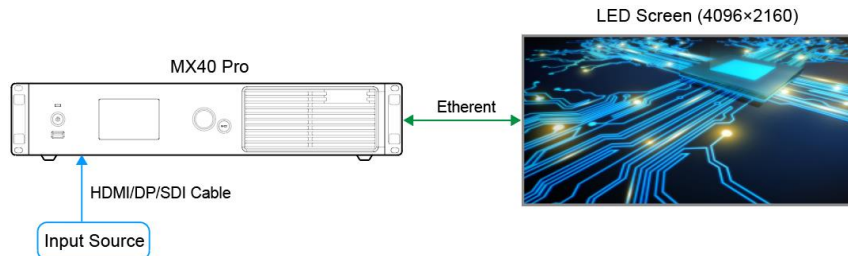 LED Screen (4096×2160)
MX40 Pro
Etherent
HDMI/DP/SDI Cable
Input Source